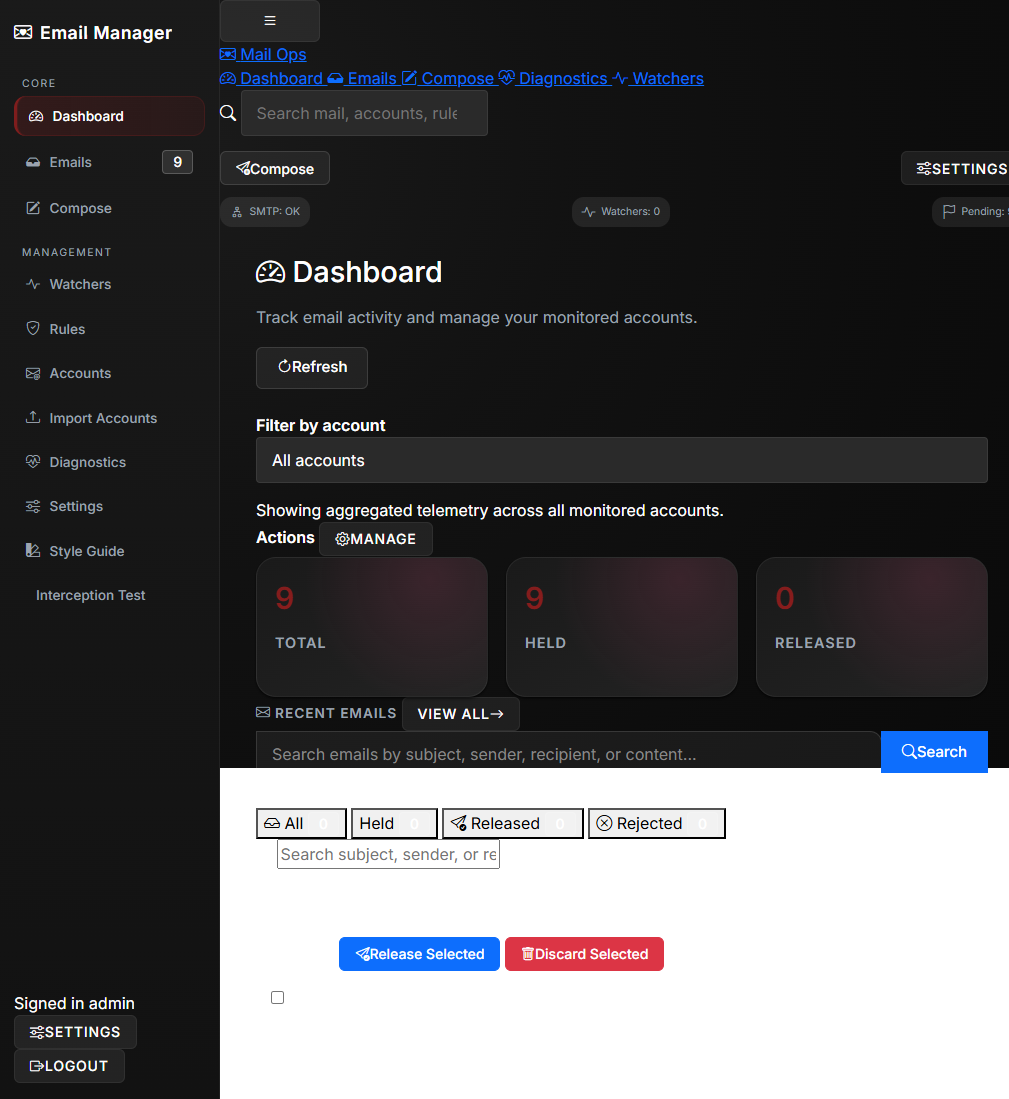 Email Manager
CORE
Dashboard
Emails 9
Compose
MANAGEMENT
Watchers
Rules
Accounts
Import Accounts
Diagnostics
Settings
Style Guide
Interception Test
Signed in admin
SETTINGS
LOGOUT
Mail Ops
Dashboard Emails Compose Diagnostics Watchers
Search mail, accounts, rule
Compose SETTINGS
SMTP: OK Watchers: 0 Pending:
Dashboard
Track email activity and manage your monitored accounts.
Refresh
Filter by account
All accounts
Showing aggregated telemetry across all monitored accounts.
Actions MANAGE
9 9 0
TOTAL HELD RELEASED
RECENT EMAILS VIEW ALL→
Search emails by subject, sender, recipient, or content... Search
All 0 Held 0 Released 0 Rejected 0
Search subject, sender, or re
Release Selected Discard Selected